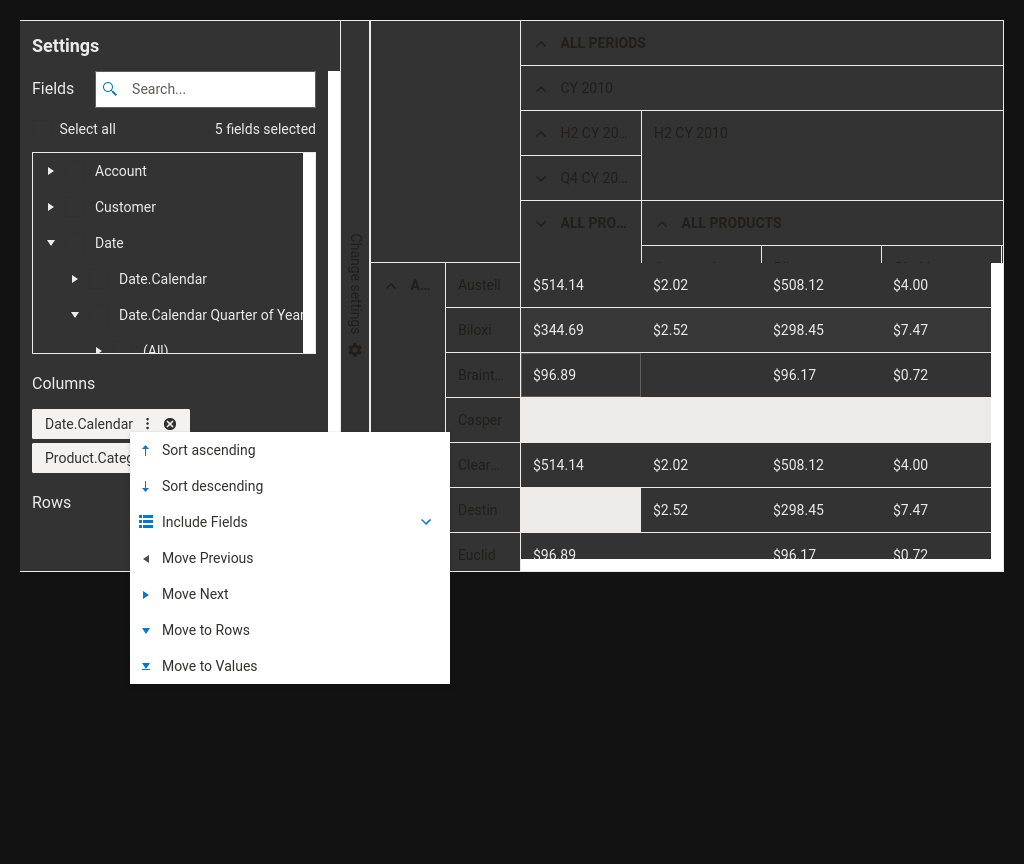 Settings
Fields
Search...
Select all
5 fields selected
Account
Customer
Date
Date.Calendar
Date.Calendar Quarter of Year
(All)
Columns
Date.Calendar
Product.Categ
Rows
Sort ascending
Sort descending
Include Fields
Move Previous
Move Next
Move to Rows
Move to Values
Change settings
ALL PERIODS
CY 2010
H2 CY 20…
H2 CY 2010
Q4 CY 20…
ALL PRO…
ALL PRODUCTS
A…
Austell $514.14 $2.02 $508.12 $4.00
Biloxi $344.69 $2.52 $298.45 $7.47
Braint… $96.89 $96.17 $0.72
Casper
Clear… $514.14 $2.02 $508.12 $4.00
Destin $2.52 $298.45 $7.47
Euclid $96.89 $96.17 $0.72